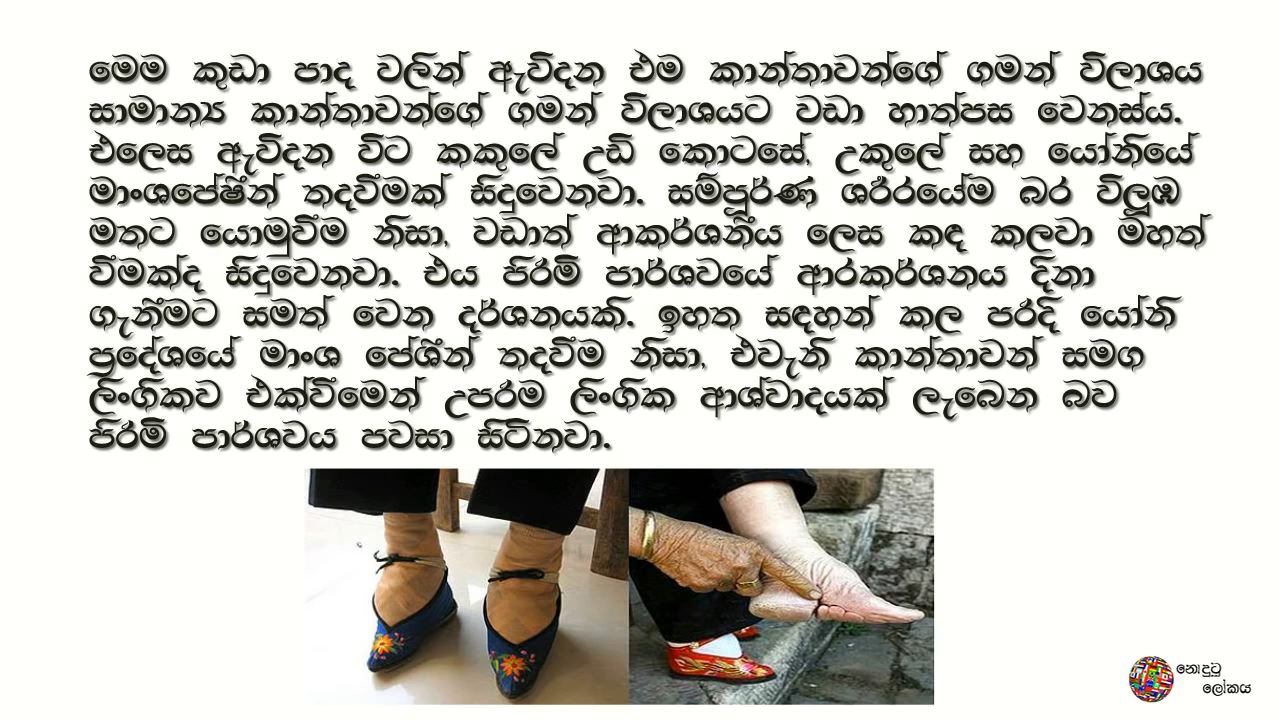 මෙම කුඩා පාද වලින් ඇවිදන එම කාන්තාවන්ගේ ගමන් විලාශය
සාමාන්‍ය කාන්තාවන්ගේ ගමන් විලාශයට වඩා හාත්පස වෙනස්ය.
එලෙස ඇවිදන විට කකුලේ උඩ කොටසේ, උකුලේ සහ යෝනියේ
මාංශපේෂීන් තදවීමක් සිදුවෙනවා. සම්පූර්ණ ශරීරයේම බර විලූඹ
මතට යොමුවීම නිසා, වඩාත් ආකර්ශනීය ලෙස කඳ කලවා මහත්
වීමක්ද සිදුවෙනවා. එය පිරිමි පාර්ශවයේ ආරකර්ශනය දිනා
ගැනීමට සමත් වෙන දර්ශනයකි. ඉහත සඳහන් කල පරිදි යෝනි
ප්‍රදේශයේ මාංශ පේශීන් තදවීම නිසා, එවැනි කාන්තාවන් සමග
ලිංගිකව එක්වීමෙන් උපරිම ලිංගික ආශ්වාදයක් ලැබෙන බව
පිරිමි පාර්ශවය පවසා සිටිනවා.
නොදුටු
ලෝකය